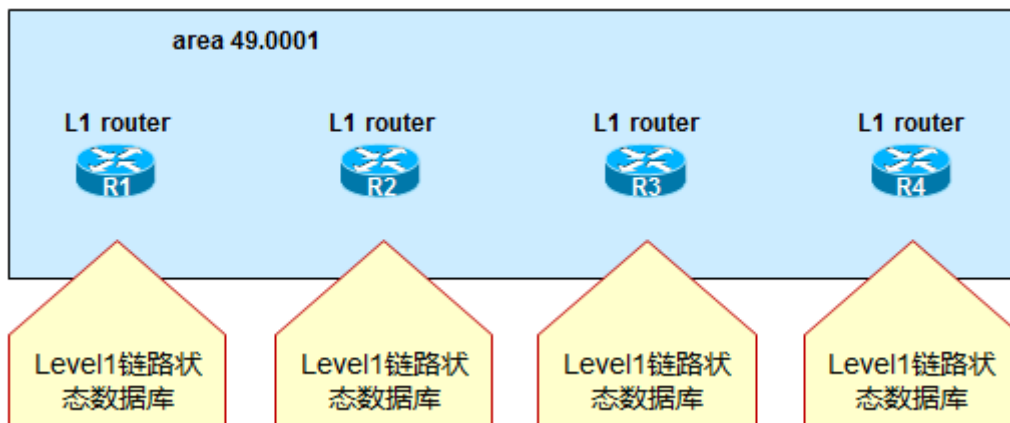 area 49.0001
L1 router
L1 router
L1 router
L1 router
R1
R2
R3
R4
Level1链路状
态数据库
Level1链路状
态数据库
Level1链路状
态数据库
Level1链路状
态数据库